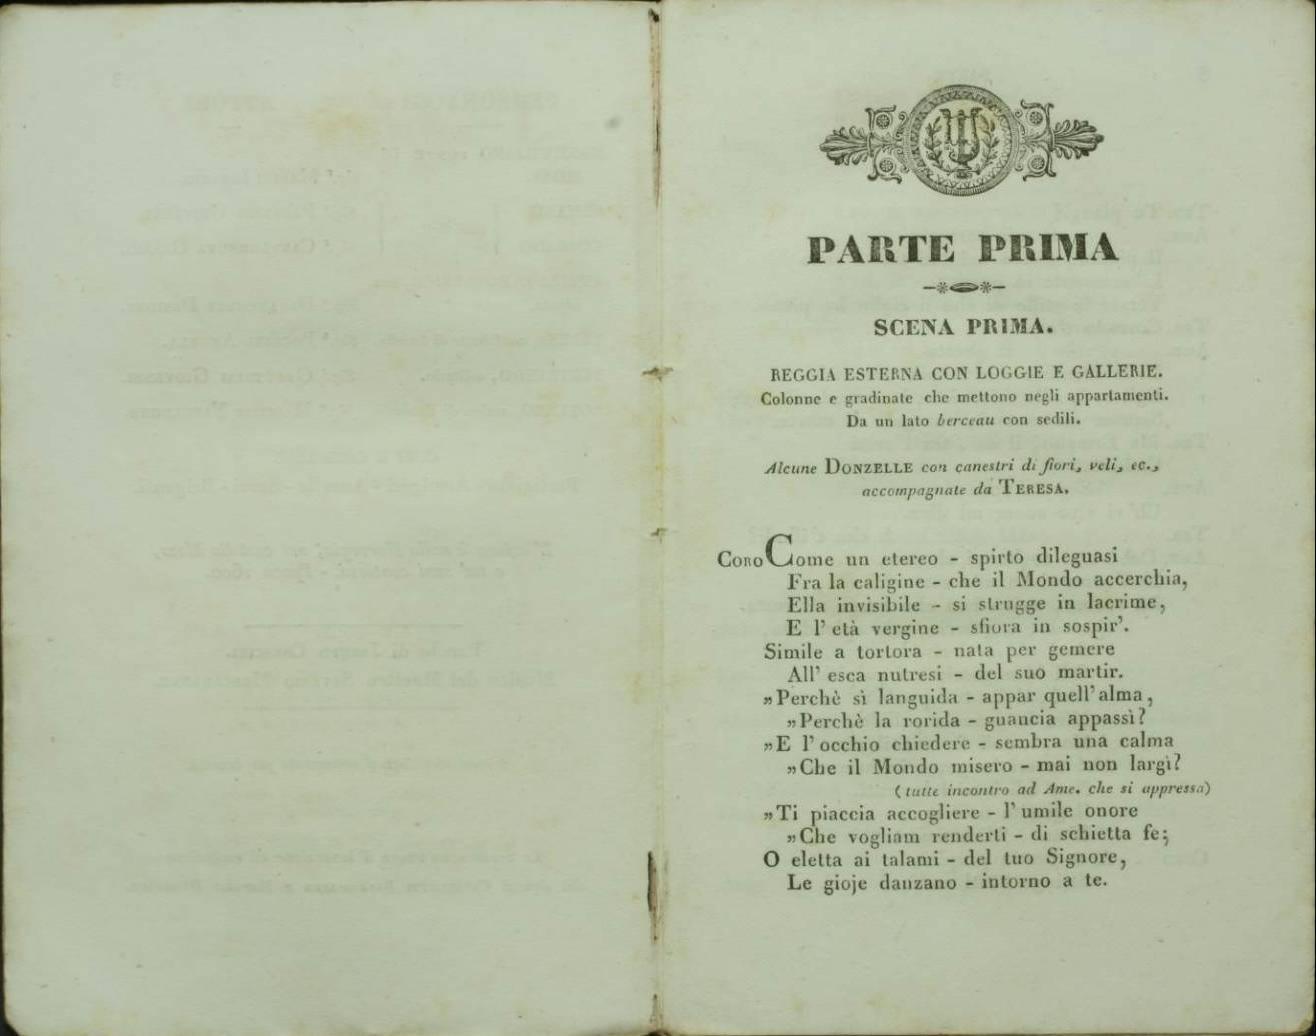 PARTE PRIMA
SCENA PRIMA.
REGGIA ESTERNA CON LOGGIE E GALLERIE.
Colonne e gradinate che mettono negli appartamenti.
Da un lato berceau con sedili.
Alcune DONZELLE con canestri di fiori, veli, ec.,
accompagnate da TERESA.
CORO Come un etereo - spirto dileguasi
Fra la caligine - che il Mondo accerchia,
Ella invisibile - si strugge in lacrime,
E l' età vergine - sfiora in sospir'.
Simile a tortora - nata per gemere
All' esca nutresi - del suo martir.
„Perchè sì languida - appar quell' alma,
„Perchè la rorida - guancia appassì?
„E l' occhio chiedere - sembra una calma
„Che il Mondo misero - mai non largì?
(tutte incontro ad Ame. che si appressa)
„Ti piaccia accogliere - l' umile onore
„Che vogliam renderti - di schietta fe;
O eletta ai talami - del tuo Signore,
Le gioje danzano - intorno a te.